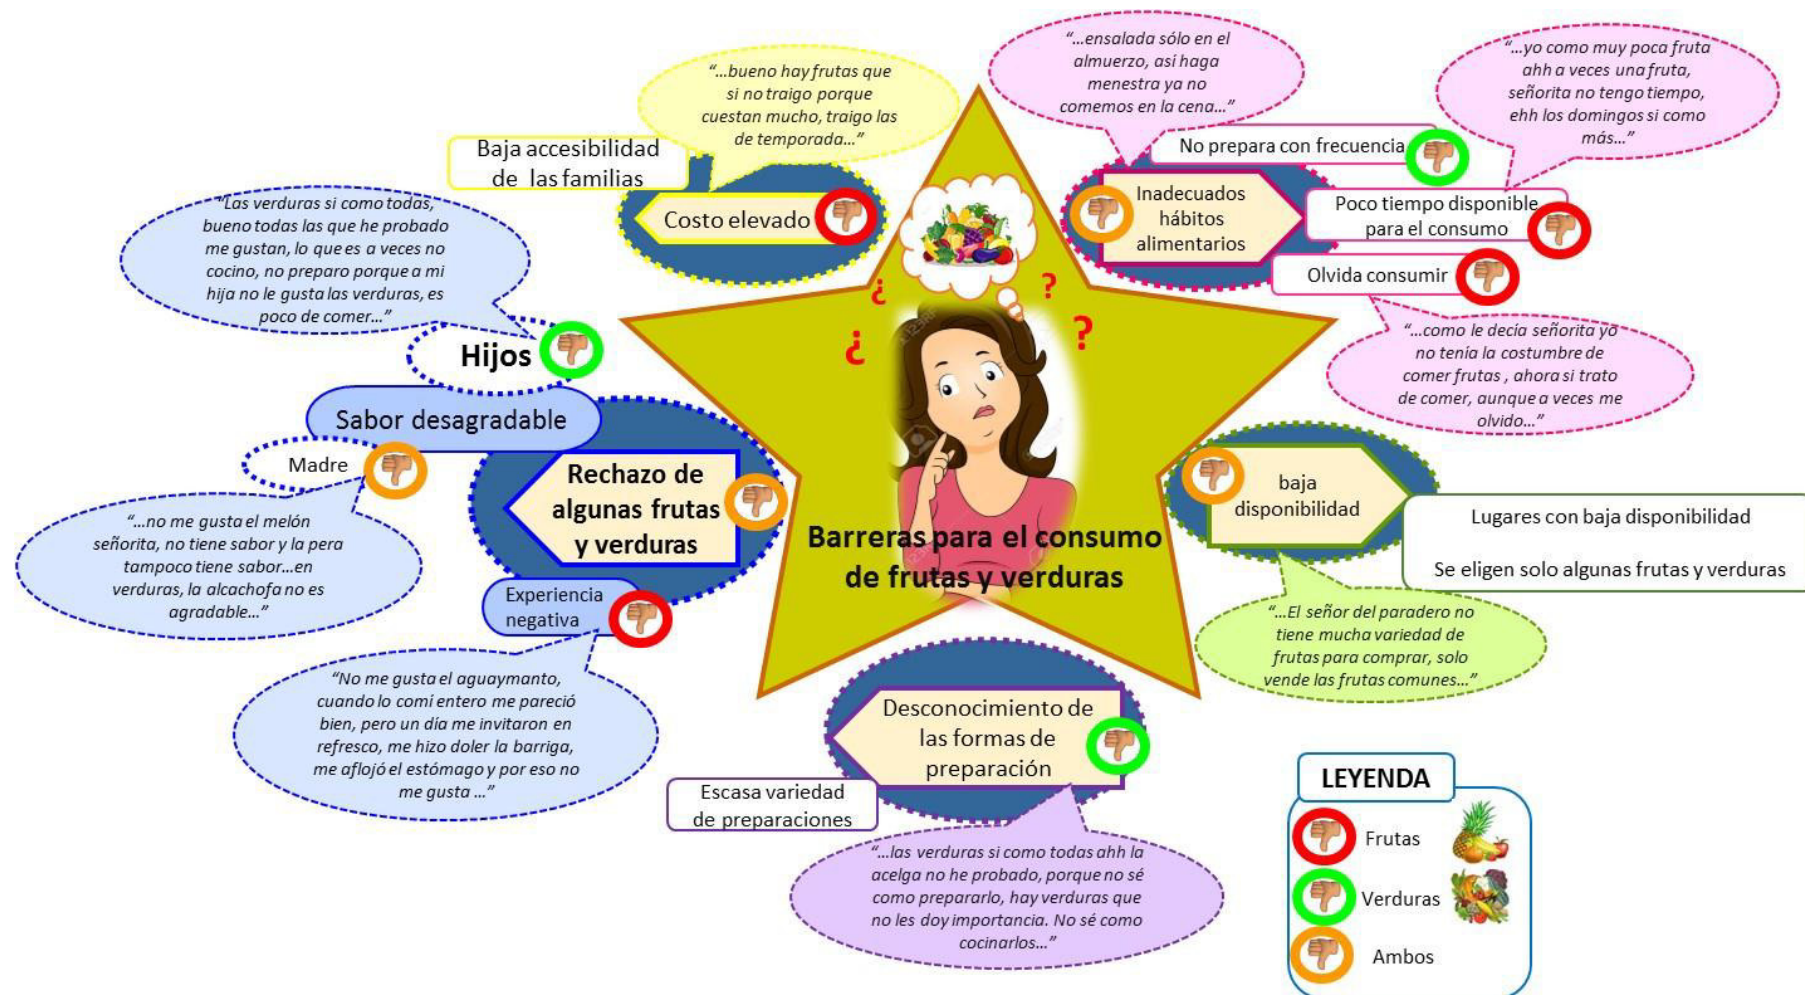 “…bueno hay frutas que
si no traigo porque
cuestan mucho, traigo las
de temporada…”
Baja accesibilidad
de las familias
Costo elevado
“…ensalada sólo en el
almuerzo, asi haga
menestra ya no
comemos en la cena…”
“…yo como muy poca fruta
ahh a veces una fruta,
señorita no tengo tiempo,
ehh los domingos si como
más…”
No prepara con frecuencia
Inadecuados
hábitos
alimentarios
Poco tiempo disponible
para el consumo
Olvida consumir
“…como le decía señorita yo
no tenía la costumbre de
comer frutas , ahora si trato
de comer, aunque a veces me
olvido…”
“Las verduras si como todas,
bueno todas las que he probado
me gustan, lo que es a veces no
cocino, no preparo porque a mi
hija no le gusta las verduras, es
poco de comer…”
Hijos
Sabor desagradable
Madre
Rechazo de
algunas frutas
y verduras
“…no me gusta el melón
señorita, no tiene sabor y la pera
tampoco tiene sabor…en
verduras, la alcachofa no es
agradable…”
Experiencia
negativa
“No me gusta el aguaymanto,
cuando lo comí entero me pareció
bien, pero un día me invitaron en
refresco, me hizo doler la barriga,
me aflojó el estómago y por eso no
me gusta …”
¿ ?
¿ ?
Barreras para el consumo
de frutas y verduras
baja
disponibilidad
Lugares con baja disponibilidad
Se eligen solo algunas frutas y verduras
“…El señor del paradero no
tiene mucha variedad de
frutas para comprar, solo
vende las frutas comunes…”
Desconocimiento de
las formas de
preparación
Escasa variedad
de preparaciones
“…las verduras si como todas ahh la
acelga no he probado, porque no sé
como prepararlo, hay verduras que
no les doy importancia. No sé como
cocinarlos…”
LEYENDA
Frutas
Verduras
Ambos